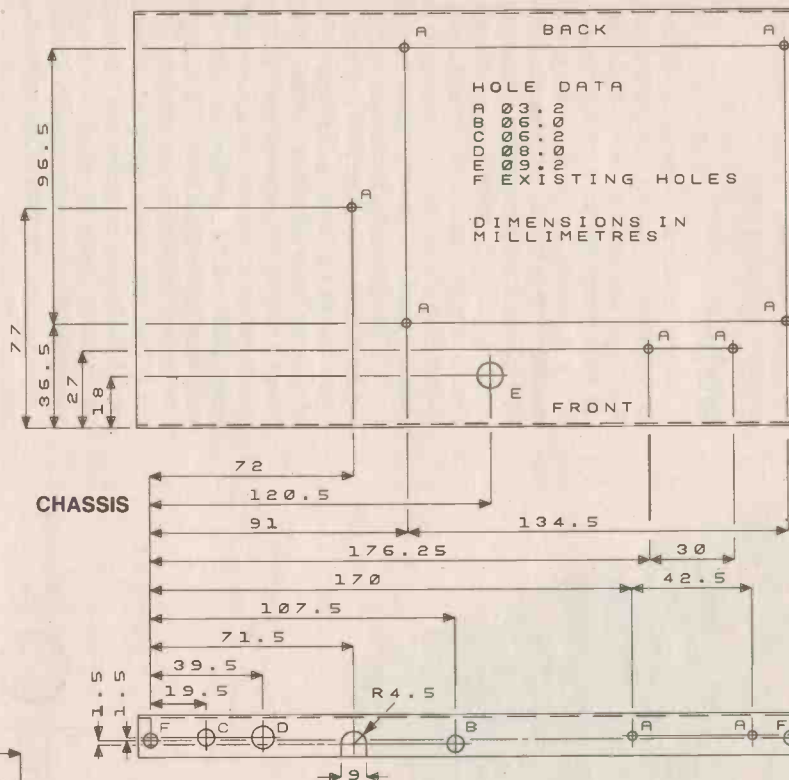 A
BACK
A
HOLE DATA
A Ø3.2
B Ø6.0
C Ø6.2
D Ø8.0
E Ø9.2
F EXISTING HOLES
DIMENSIONS IN
MILLIMETRES
96.5
A
77
36.5
27
18
A
A
A
A
E
FRONT
72
CHASSIS
120.5
91
134.5
176.25
30
170
42.5
107.5
71.5
39.5
19.5
1.5
1.5
R4.5
F
C
D
B
A
A
F
9